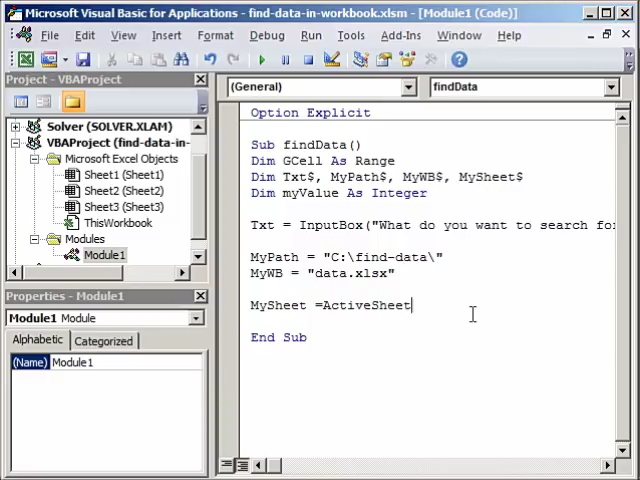 Microsoft Visual Basic for Applications - find-data-in-workbook.xlsm - [Module1 (Code)]
File Edit View Insert Format Debug Run Tools Add-Ins Window Help
Project - VBAProject
Solver (SOLVER.XLAM)
VBAProject (find-data-in-
Microsoft Excel Objects
Sheet1 (Sheet1)
Sheet2 (Sheet2)
Sheet3 (Sheet3)
ThisWorkbook
Modules
Module1
Properties - Module1
Module1 Module
Alphabetic Categorized
(Name) Module1
(General) findData
Option Explicit
Sub findData()
Dim GCell As Range
Dim Txt$, MyPath$, MyWB$, MySheet$
Dim myValue As Integer
Txt = InputBox("What do you want to search for
MyPath = "C:\find-data\"
MyWB = "data.xlsx"
MySheet =ActiveSheet
End Sub